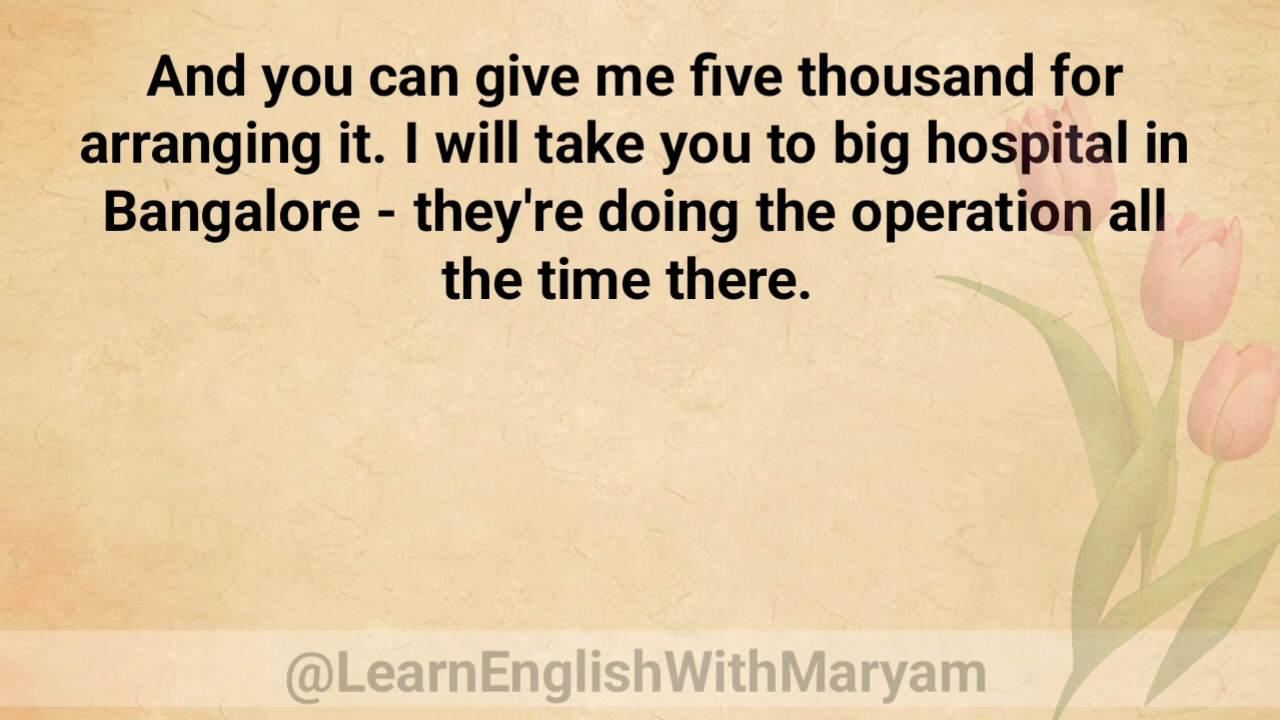 And you can give me five thousand for
arranging it. I will take you to big hospital in
Bangalore - they're doing the operation all
the time there.
@LearnEnglishWithMaryam